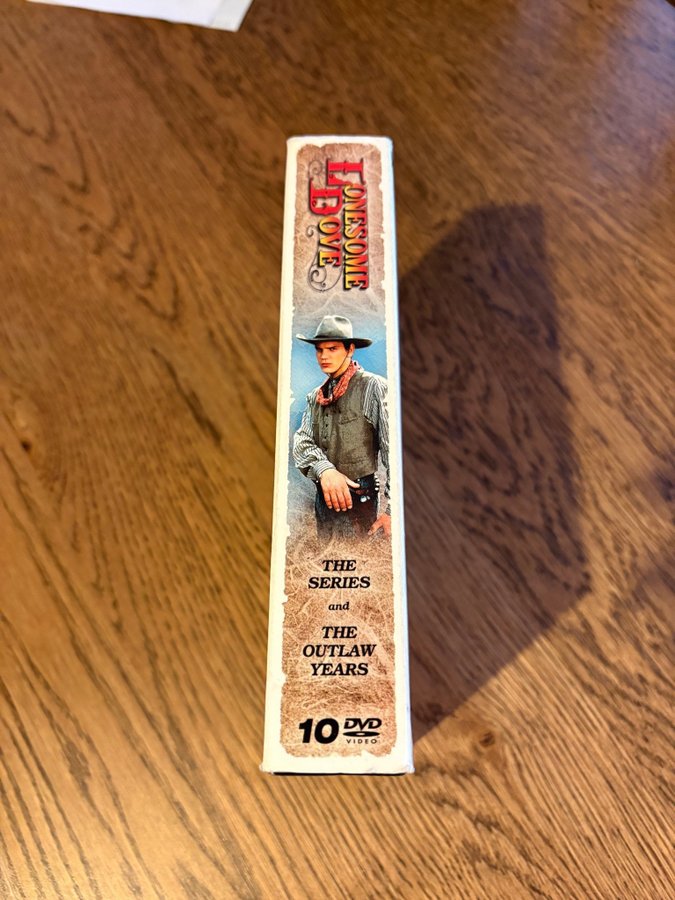 LONESOME
DOVE
THE
SERIES
and
THE
OUTLAW
YEARS
10 DVD
VIDEO